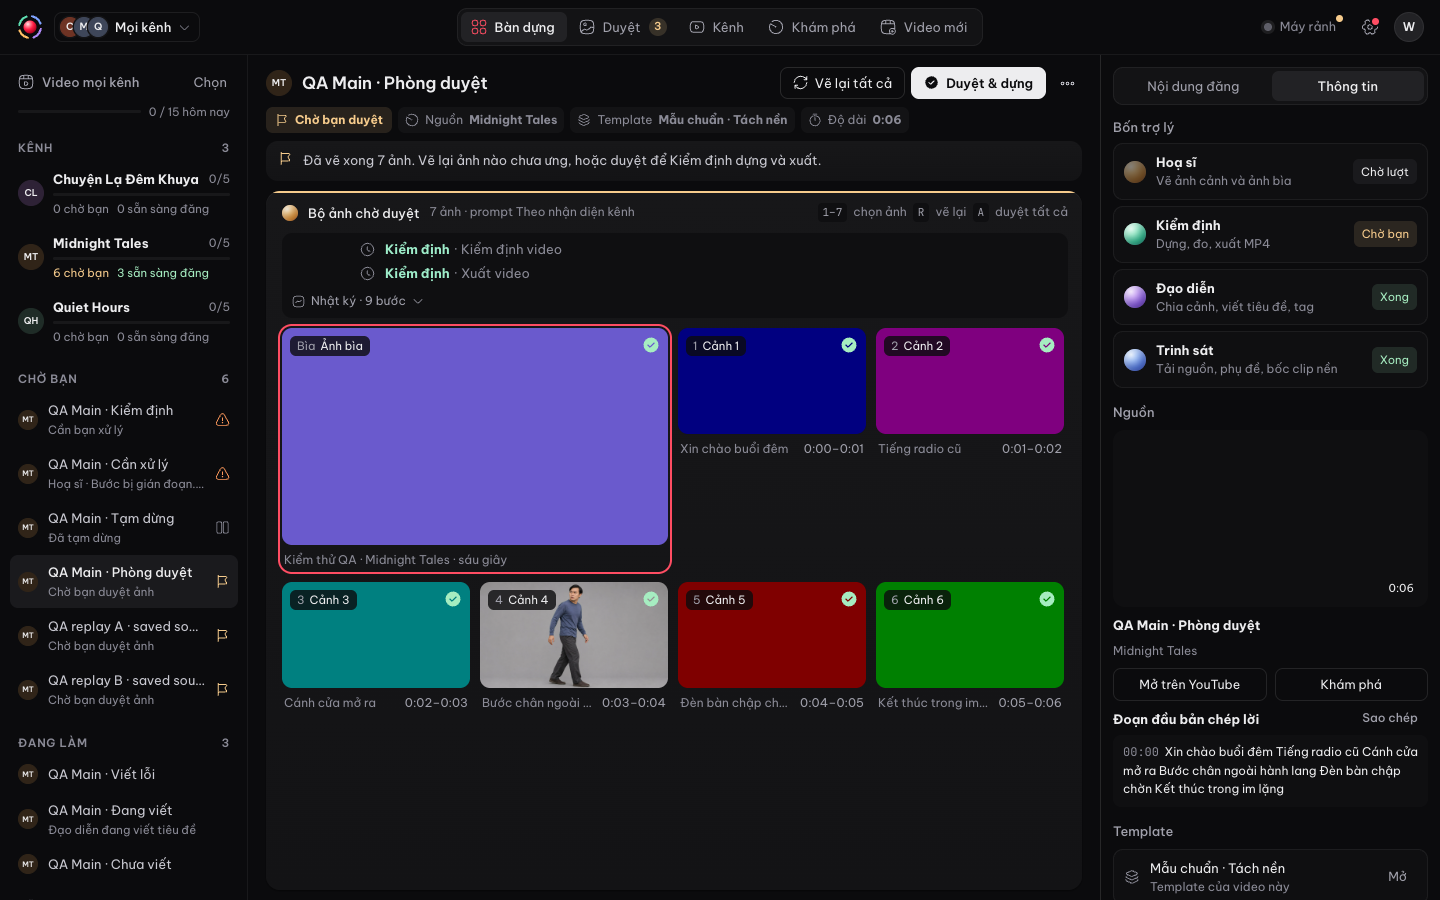 C M Q Mọi kênh
Bàn dựng
Duyệt 3
Kênh
Khám phá
Video mới
Máy rảnh
W
Video mọi kênh
Chọn
0 / 15 hôm nay
KÊNH 3
CL
Chuyện Lạ Đêm Khuya 0/5
0 chờ bạn 0 sẵn sàng đăng
MT
Midnight Tales 0/5
6 chờ bạn 3 sẵn sàng đăng
QH
Quiet Hours 0/5
0 chờ bạn 0 sẵn sàng đăng
CHỜ BẠN 6
MT
QA Main · Kiểm định
Cần bạn xử lý
MT
QA Main · Cần xử lý
Hoạ sĩ · Bước bị gián đoạn....
MT
QA Main · Tạm dừng
Đã tạm dừng
MT
QA Main · Phòng duyệt
Chờ bạn duyệt ảnh
MT
QA replay A · saved so...
Chờ bạn duyệt ảnh
MT
QA replay B · saved sou...
Chờ bạn duyệt ảnh
ĐANG LÀM 3
MT
QA Main · Viết lỗi
MT
QA Main · Đang viết
Đạo diễn đang viết tiêu đề
MT
QA Main · Chưa viết
MT QA Main · Phòng duyệt
Vẽ lại tất cả
Duyệt & dựng
Chờ bạn duyệt
Nguồn Midnight Tales
Template Mẫu chuẩn · Tách nền
Độ dài 0:06
Đã vẽ xong 7 ảnh. Vẽ lại ảnh nào chưa ưng, hoặc duyệt để Kiểm định dựng và xuất.
Bộ ảnh chờ duyệt 7 ảnh · prompt Theo nhận diện kênh
1–7 chọn ảnh R vẽ lại A duyệt tất cả
Kiểm định · Kiểm định video
Kiểm định · Xuất video
Nhật ký · 9 bước
Bìa Ảnh bìa
Kiểm thử QA · Midnight Tales · sáu giây
1 Cảnh 1
Xin chào buổi đêm 0:00–0:01
2 Cảnh 2
Tiếng radio cũ 0:01–0:02
3 Cảnh 3
Cánh cửa mở ra 0:02–0:03
4 Cảnh 4
Bước chân ngoài ... 0:03–0:04
5 Cảnh 5
Đèn bàn chập ch... 0:04–0:05
6 Cảnh 6
Kết thúc trong im... 0:05–0:06
Nội dung đăng
Thông tin
Bốn trợ lý
Hoạ sĩ
Vẽ ảnh cảnh và ảnh bìa
Chờ lượt
Kiểm định
Dựng, đo, xuất MP4
Chờ bạn
Đạo diễn
Chia cảnh, viết tiêu đề, tag
Xong
Trinh sát
Tải nguồn, phụ đề, bốc clip nền
Xong
Nguồn
0:06
QA Main · Phòng duyệt
Midnight Tales
Mở trên YouTube
Khám phá
Đoạn đầu bản chép lời
Sao chép
00:00 Xin chào buổi đêm Tiếng radio cũ Cánh cửa
mở ra Bước chân ngoài hành lang Đèn bàn chập
chờn Kết thúc trong im lặng
Template
Mẫu chuẩn · Tách nền
Template của video này
Mở